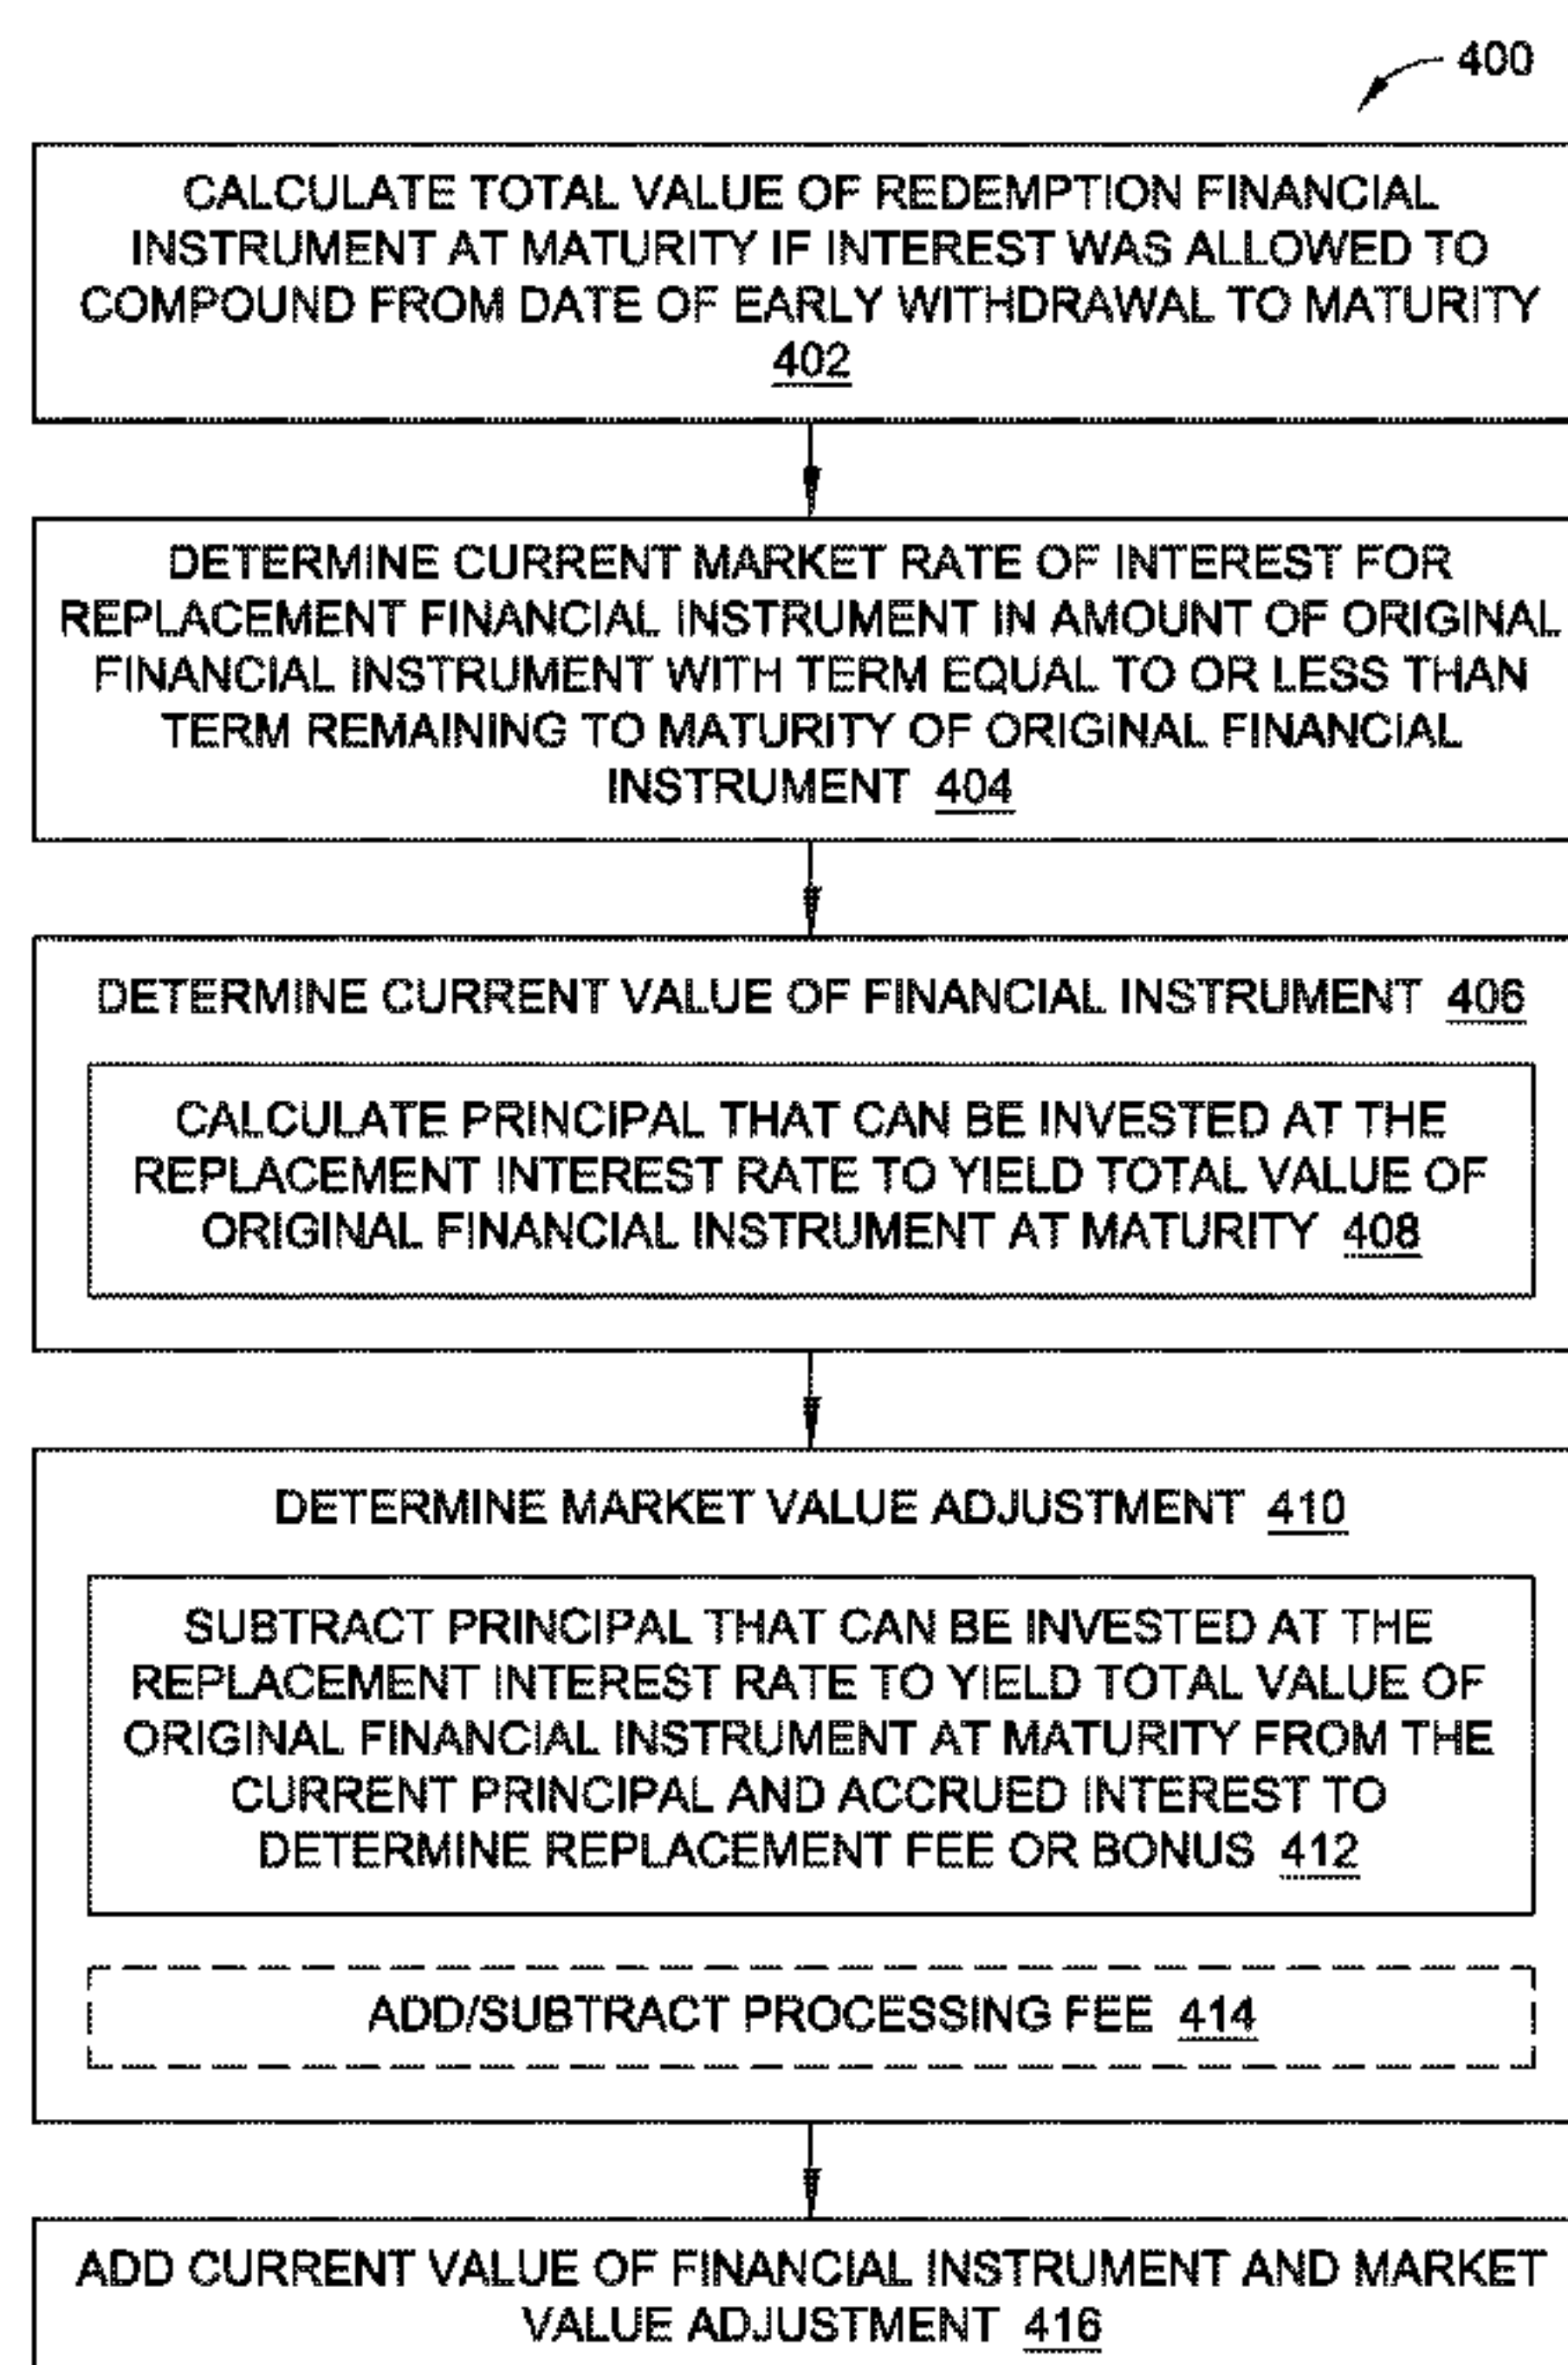 400
CALCULATE TOTAL VALUE OF REDEMPTION FINANCIAL
INSTRUMENT AT MATURITY IF INTEREST WAS ALLOWED TO
COMPOUND FROM DATE OF EARLY WITHDRAWAL TO MATURITY
402
DETERMINE CURRENT MARKET RATE OF INTEREST FOR
REPLACEMENT FINANCIAL INSTRUMENT IN AMOUNT OF ORIGINAL
FINANCIAL INSTRUMENT WITH TERM EQUAL TO OR LESS THAN
TERM REMAINING TO MATURITY OF ORIGINAL FINANCIAL
INSTRUMENT 404
DETERMINE CURRENT VALUE OF FINANCIAL INSTRUMENT 406
CALCULATE PRINCIPAL THAT CAN BE INVESTED AT THE
REPLACEMENT INTEREST RATE TO YIELD TOTAL VALUE OF
ORIGINAL FINANCIAL INSTRUMENT AT MATURITY 408
DETERMINE MARKET VALUE ADJUSTMENT 410
SUBTRACT PRINCIPAL THAT CAN BE INVESTED AT THE
REPLACEMENT INTEREST RATE TO YIELD TOTAL VALUE OF
ORIGINAL FINANCIAL INSTRUMENT AT MATURITY FROM THE
CURRENT PRINCIPAL AND ACCRUED INTEREST TO
DETERMINE REPLACEMENT FEE OR BONUS 412
ADD/SUBTRACT PROCESSING FEE 414
ADD CURRENT VALUE OF FINANCIAL INSTRUMENT AND MARKET
VALUE ADJUSTMENT 416